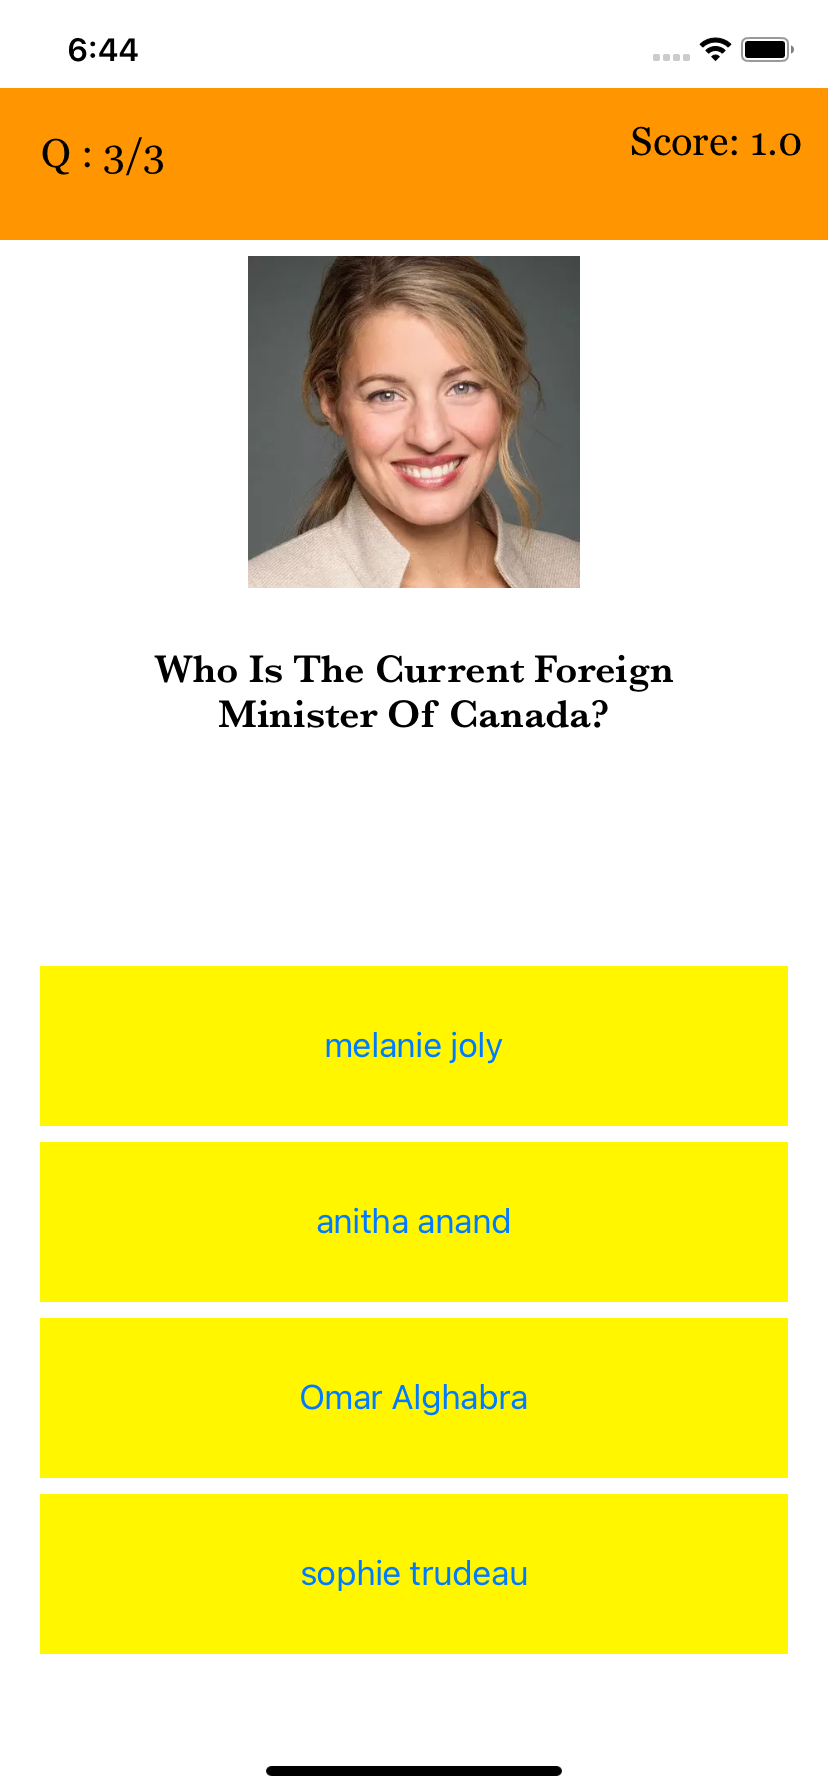 6:44
Q : 3/3
Score: 1.0
Who Is The Current Foreign
Minister Of Canada?
melanie joly
anitha anand
Omar Alghabra
sophie trudeau